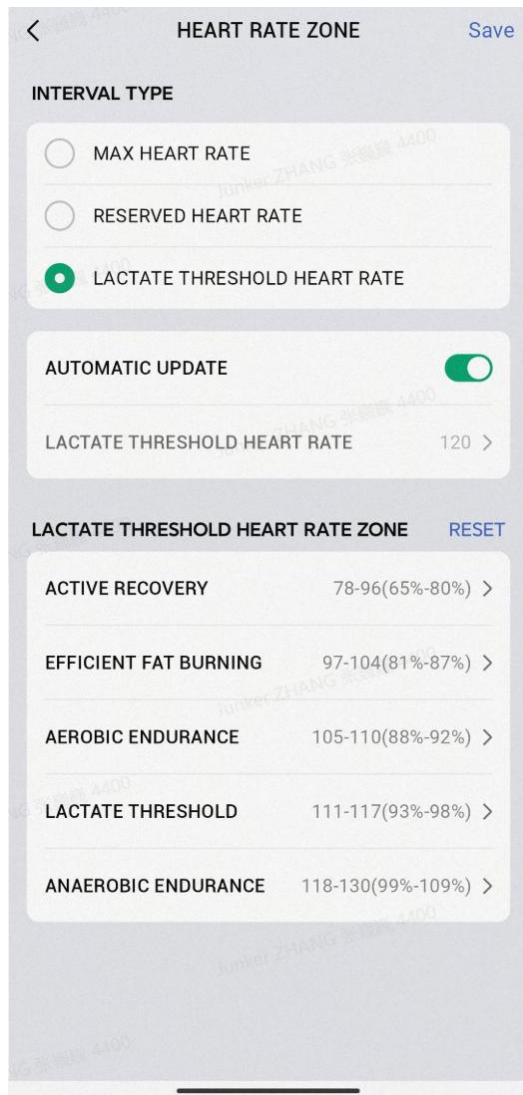 HEART RATE ZONE Save
INTERVAL TYPE
MAX HEART RATE
RESERVED HEART RATE
LACTATE THRESHOLD HEART RATE
AUTOMATIC UPDATE
LACTATE THRESHOLD HEART RATE 120
LACTATE THRESHOLD HEART RATE ZONE RESET
ACTIVE RECOVERY 78-96(65%-80%)
EFFICIENT FAT BURNING 97-104(81%-87%)
AEROBIC ENDURANCE 105-110(88%-92%)
LACTATE THRESHOLD 111-117(93%-98%)
ANAEROBIC ENDURANCE 118-130(99%-109%)